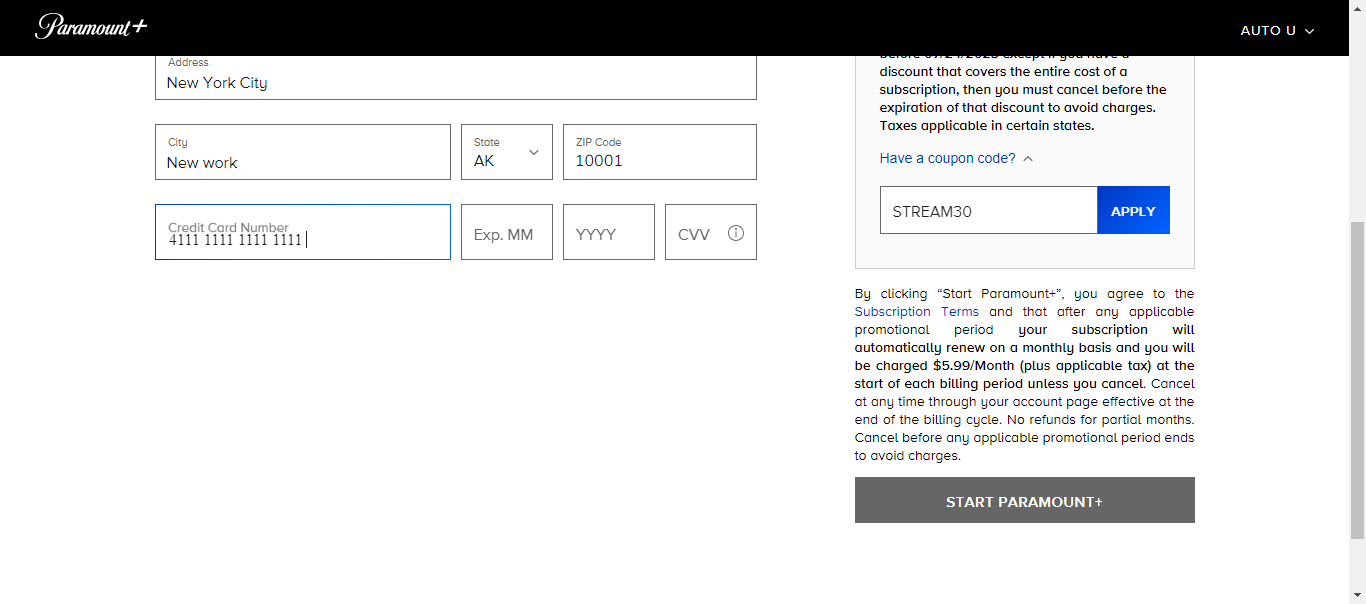 Paramount+
AUTO U
Address
New York City
City
New work
State
AK
ZIP Code
10001
Credit Card Number
4111 1111 1111 1111
Exp. MM
YYYY
CVV
discount that covers the entire cost of a
subscription, then you must cancel before the
expiration of that discount to avoid charges.
Taxes applicable in certain states.
Have a coupon code?
STREAM30
APPLY
By clicking “Start Paramount+”, you agree to the
Subscription Terms and that after any applicable
promotional period your subscription will
automatically renew on a monthly basis and you will
be charged $5.99/Month (plus applicable tax) at the
start of each billing period unless you cancel. Cancel
at any time through your account page effective at the
end of the billing cycle. No refunds for partial months.
Cancel before any applicable promotional period ends
to avoid charges.
START PARAMOUNT+